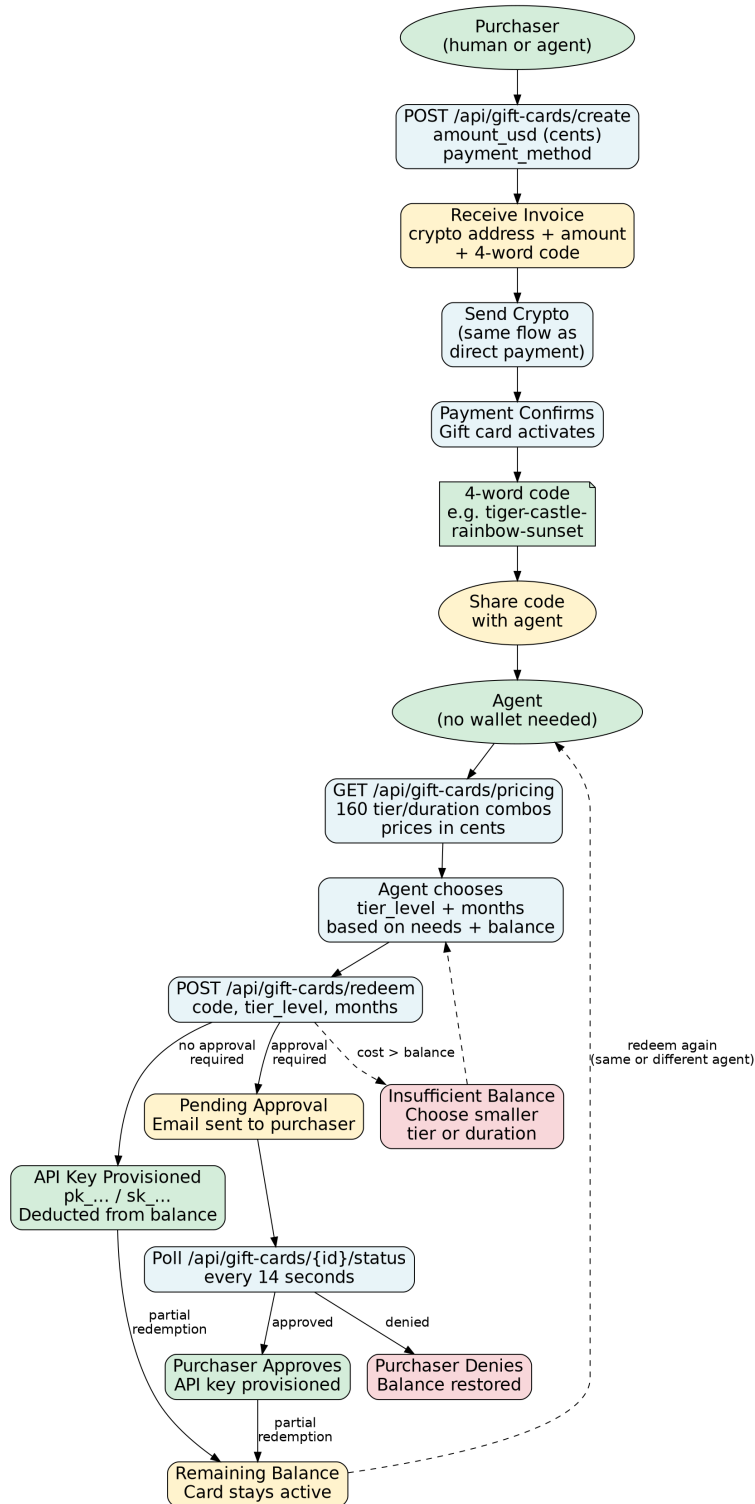 Purchaser
(human or agent)
POST /api/gift-cards/create
amount_usd (cents)
payment_method
Receive Invoice
crypto address + amount
+ 4-word code
Send Crypto
(same flow as
direct payment)
Payment Confirms
Gift card activates
4-word code
e.g. tiger-castle-
rainbow-sunset
Share code
with agent
Agent
(no wallet needed)
GET /api/gift-cards/pricing
160 tier/duration combos
prices in cents
Agent chooses
tier_level + months
based on needs + balance
POST /api/gift-cards/redeem
code, tier_level, months
no approval
required
approval
required
cost > balance
redeem again
(same or different agent)
Insufficient Balance
Choose smaller
tier or duration
Pending Approval
Email sent to purchaser
API Key Provisioned
pk_... / sk_...
Deducted from balance
Poll /api/gift-cards/{id}/status
every 14 seconds
partial
redemption
approved
denied
Purchaser Approves
API key provisioned
Purchaser Denies
Balance restored
partial
redemption
Remaining Balance
Card stays active